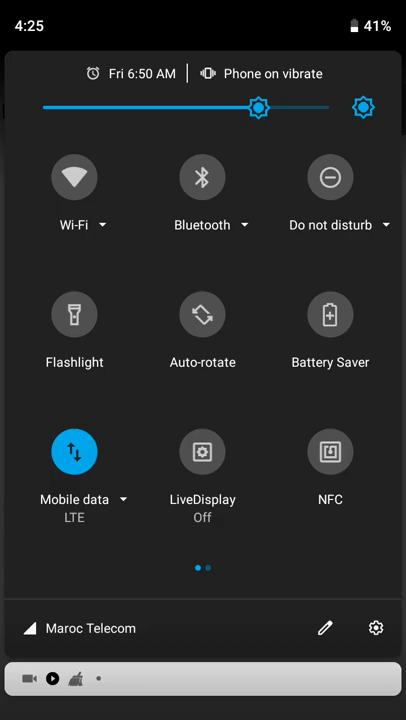 4:25 41%
Fri 6:50 AM Phone on vibrate
Wi-Fi Bluetooth Do not disturb
Flashlight Auto-rotate Battery Saver
Mobile data LiveDisplay NFC
LTE Off
Maroc Telecom